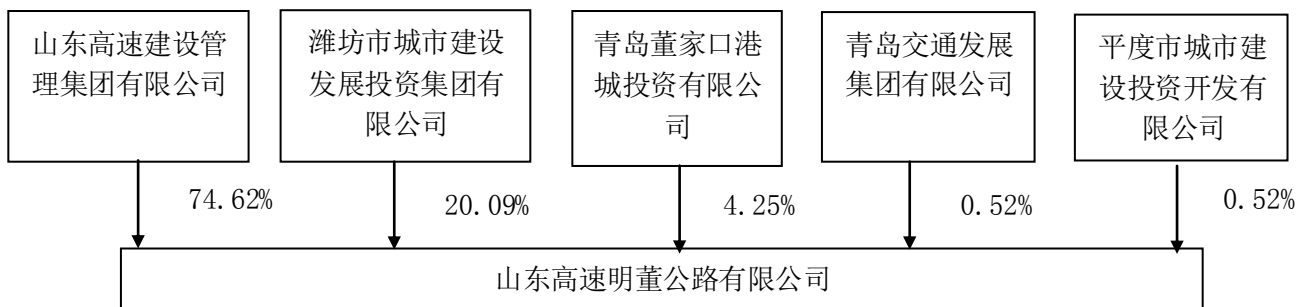 山东高速建设管
理集团有限公司
潍坊市城市建设
发展投资集团有
限公司
青岛董家口港
城投资有限公
司
青岛交通发展
集团有限公司
平度市城市建
设投资开发有
限公司
74.62%
20.09%
4.25%
0.52%
0.52%
山东高速明董公路有限公司